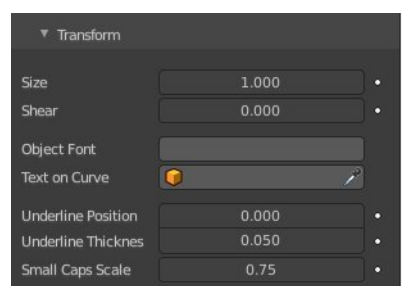 Transform
Size 1.000
Shear 0.000
Object Font
Text on Curve
Underline Position 0.000
Underline Thicknes 0.050
Small Caps Scale 0.75